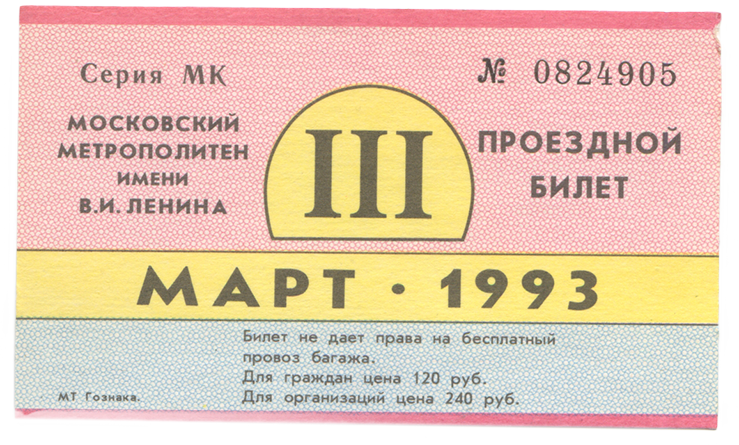 Серия МК
№ 0824905
МОСКОВСКИЙ
МЕТРОПОЛИТЕН
ИМЕНИ
В.И. ЛЕНИНА
III
ПРОЕЗДНОЙ
БИЛЕТ
МАРТ · 1993
Билет не дает права на бесплатный
провоз багажа.
Для граждан цена 120 руб.
Для организаций цена 240 руб.
МТ Гознака.